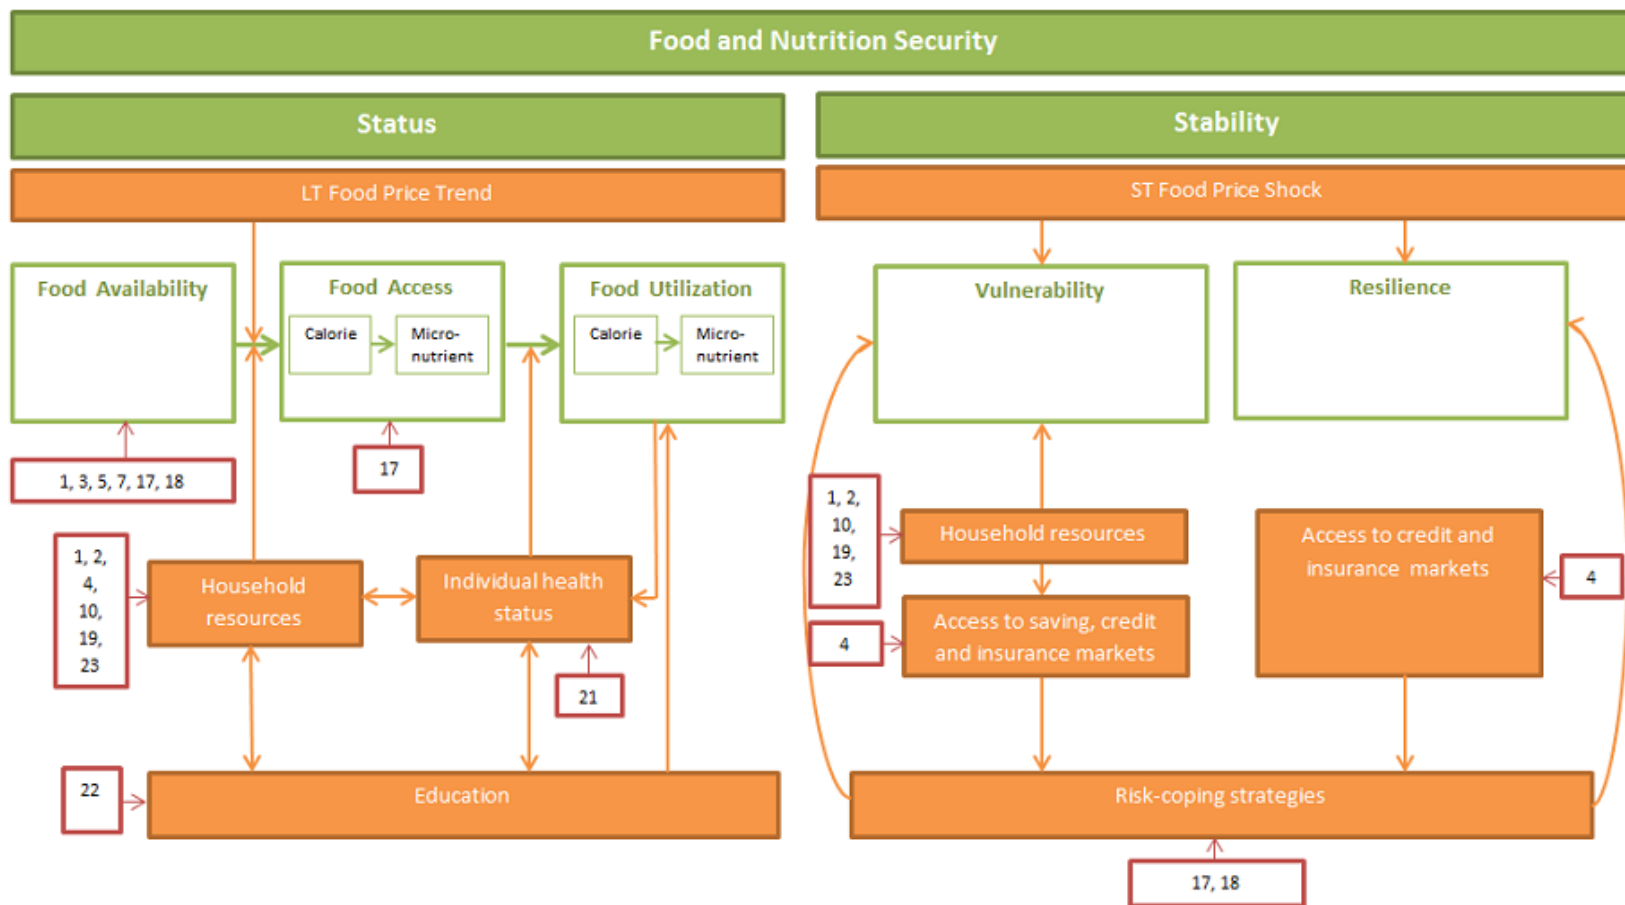 Food and Nutrition Security
Status
Stability
LT Food Price Trend
ST Food Price Shock
Food Availability
Food Access
Calorie
Micro-
nutrient
Food Utilization
Calorie
Micro-
nutrient
Vulnerability
Resilience
1, 3, 5, 7, 17, 18
17
1, 2,
4,
10,
19,
23
Household
resources
Individual health
status
21
22
Education
1, 2,
10,
19,
23
Household resources
4
Access to saving, credit
and insurance markets
Access to credit and
insurance markets
4
Risk-coping strategies
17, 18